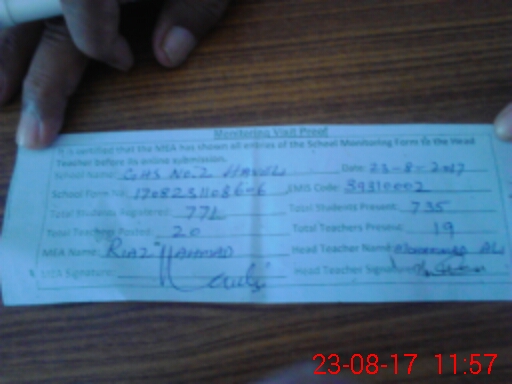 Monitoring Visit Proof
It is certified that the MEA has shown all entries of the School Monitoring Form to the Head
Teacher before its online submission.
School Name: GHS NO.2 HAVELI Date: 23-8-2017
School Form No: EMIS Code: 39310002
Total Students Registered: 771 Total Students Present: 735
Total Teachers Posted: 20 Total Teachers Present: 19
MEA Name: RIAZ MAHMOOD Head Teacher Name: ALi
MEA Signature: Head Teacher Signature:
23-08-17 11:57